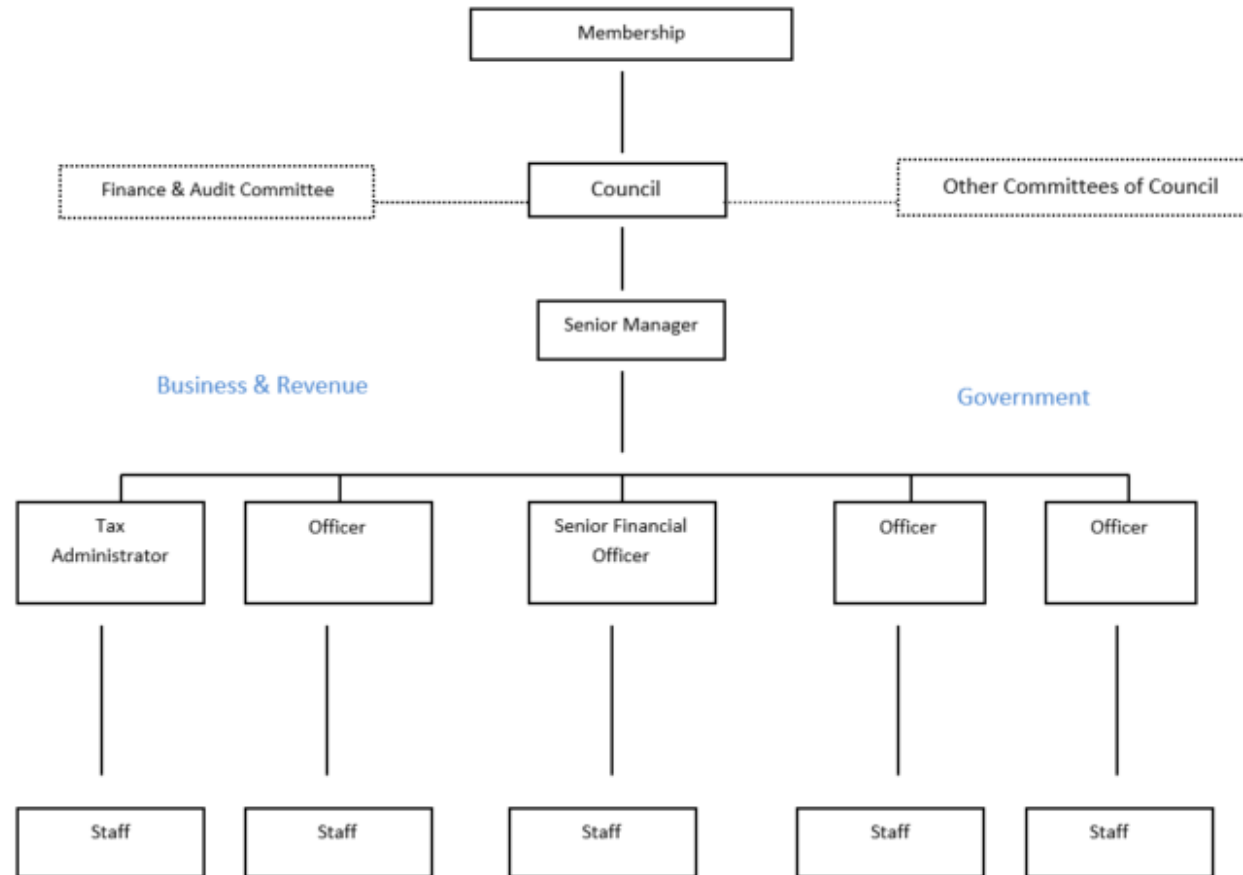 Membership
Finance & Audit Committee
Council
Other Committees of Council
Senior Manager
Business & Revenue
Government
Tax
Administrator
Officer
Senior Financial
Officer
Officer
Officer
Staff
Staff
Staff
Staff
Staff